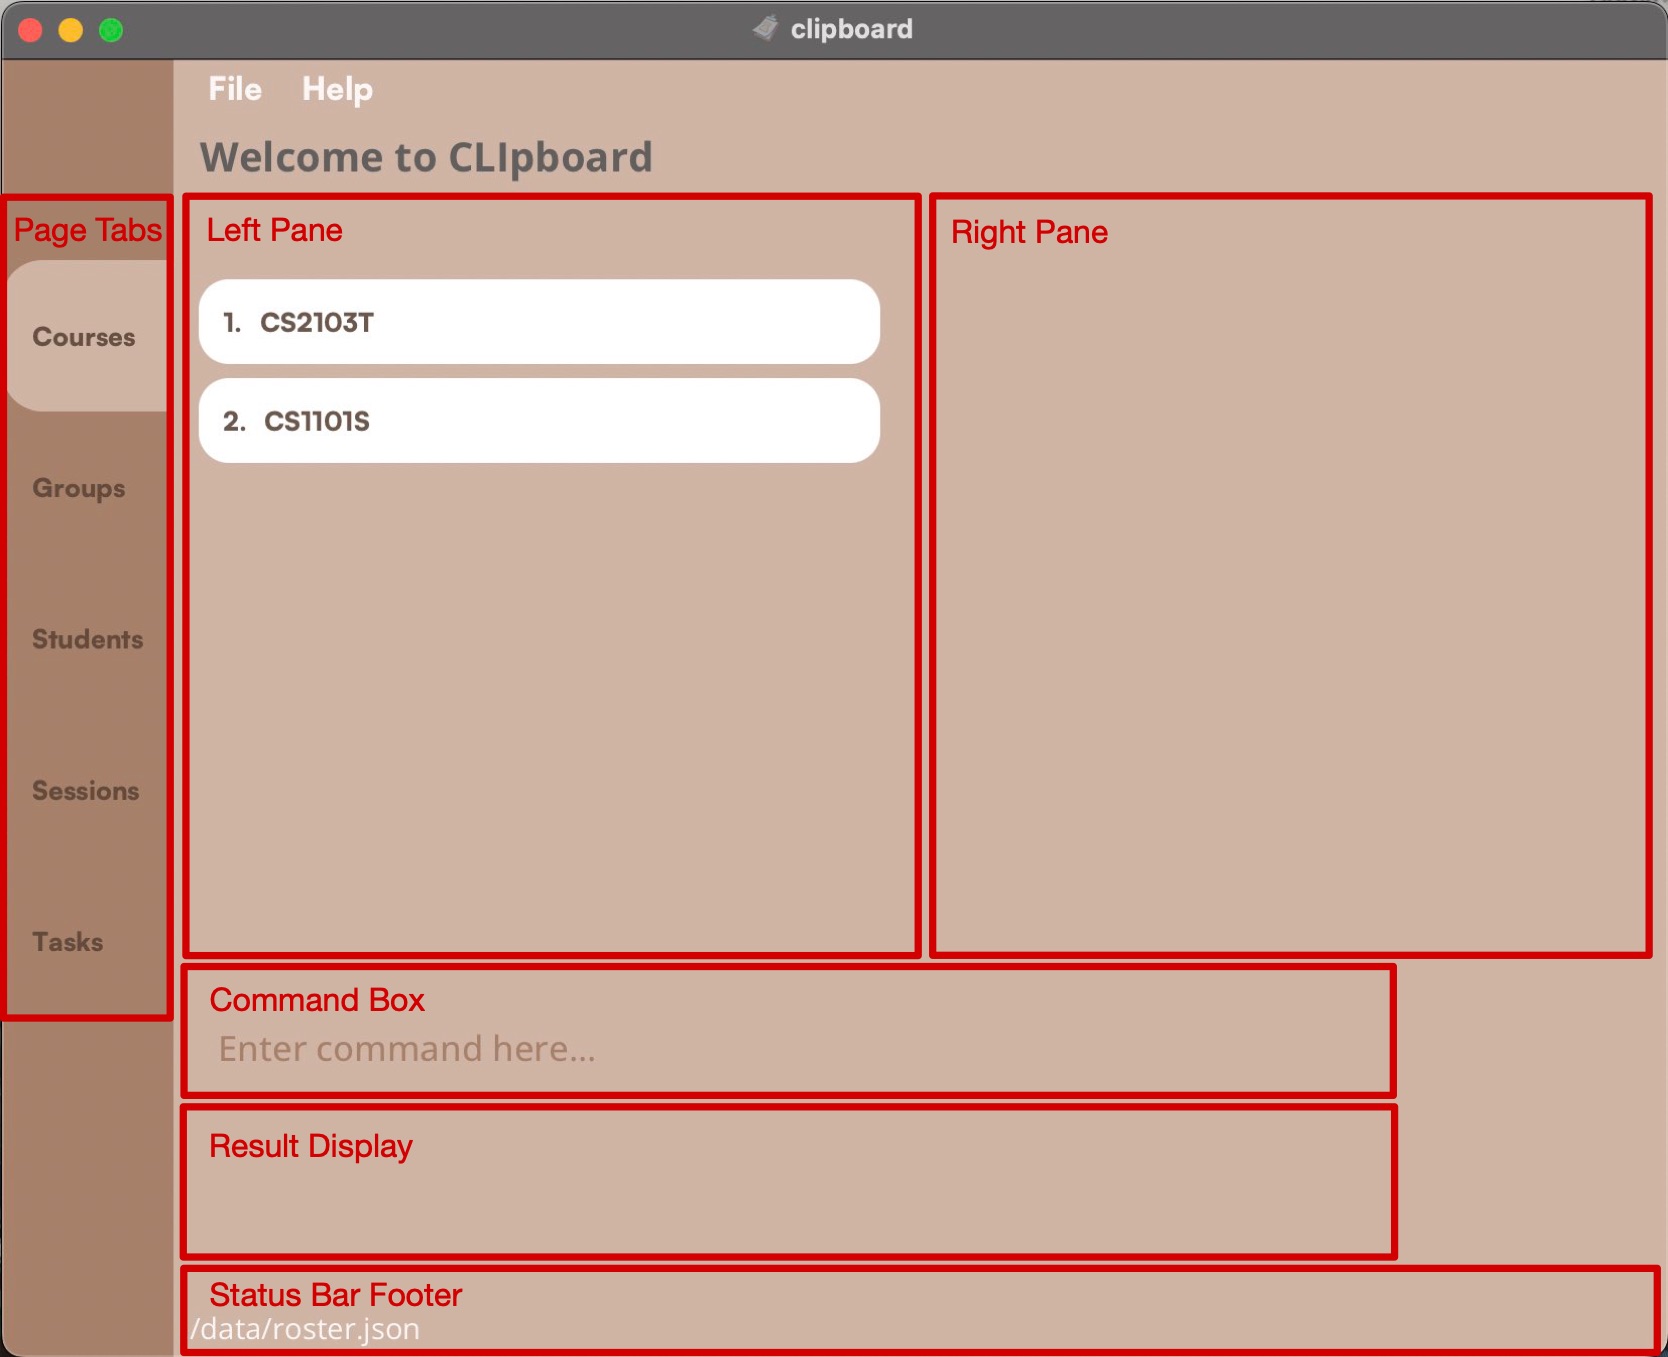 clipboard
File Help
Welcome to CLIpboard
Page Tabs
Courses
Groups
Students
Sessions
Tasks
Left Pane
1. CS2103T
2. CS1101S
Right Pane
Command Box
Enter command here...
Result Display
Status Bar Footer
/data/roster.json